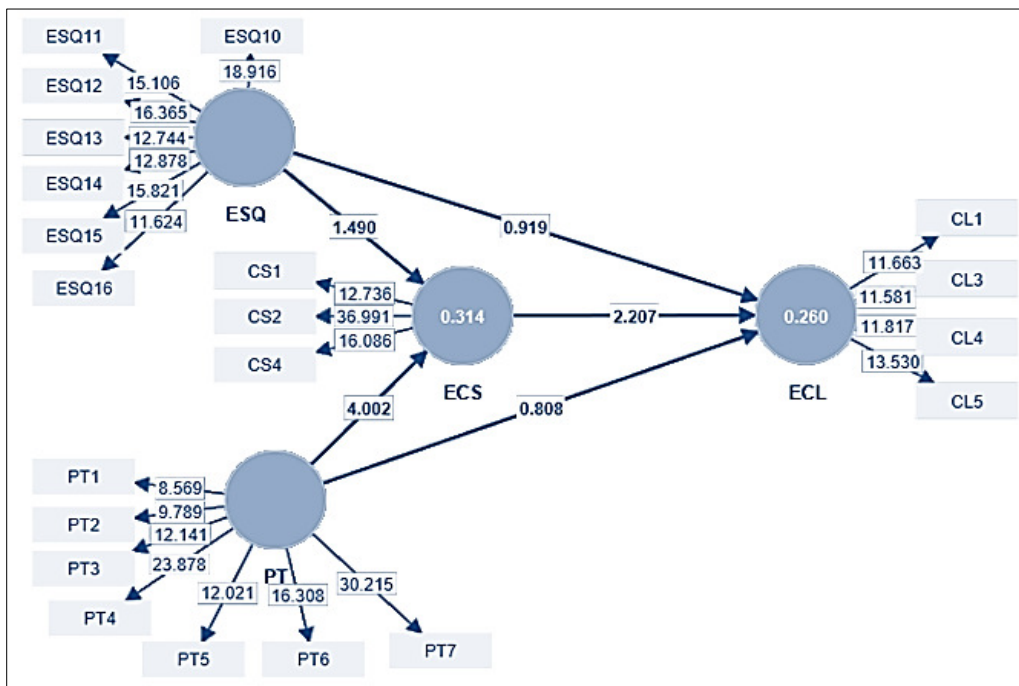 ESQ11
ESQ10
ESQ12
15.106
18.916
16.365
ESQ13
12.744
12.878
ESQ14
15.821
ESQ15
11.624
ESQ16
ESQ
1.490
0.919
CS1
12.736
CS2
36.991
CS4
16.086
0.314
ECS
2.207
0.260
ECL
CL1
11.663
CL3
11.581
11.817
CL4
13.530
CL5
4.002
0.808
PT1
8.569
PT2
9.789
12.141
PT3
23.878
PT4
PT
12.021
16.308
30.215
PT5
PT6
PT7